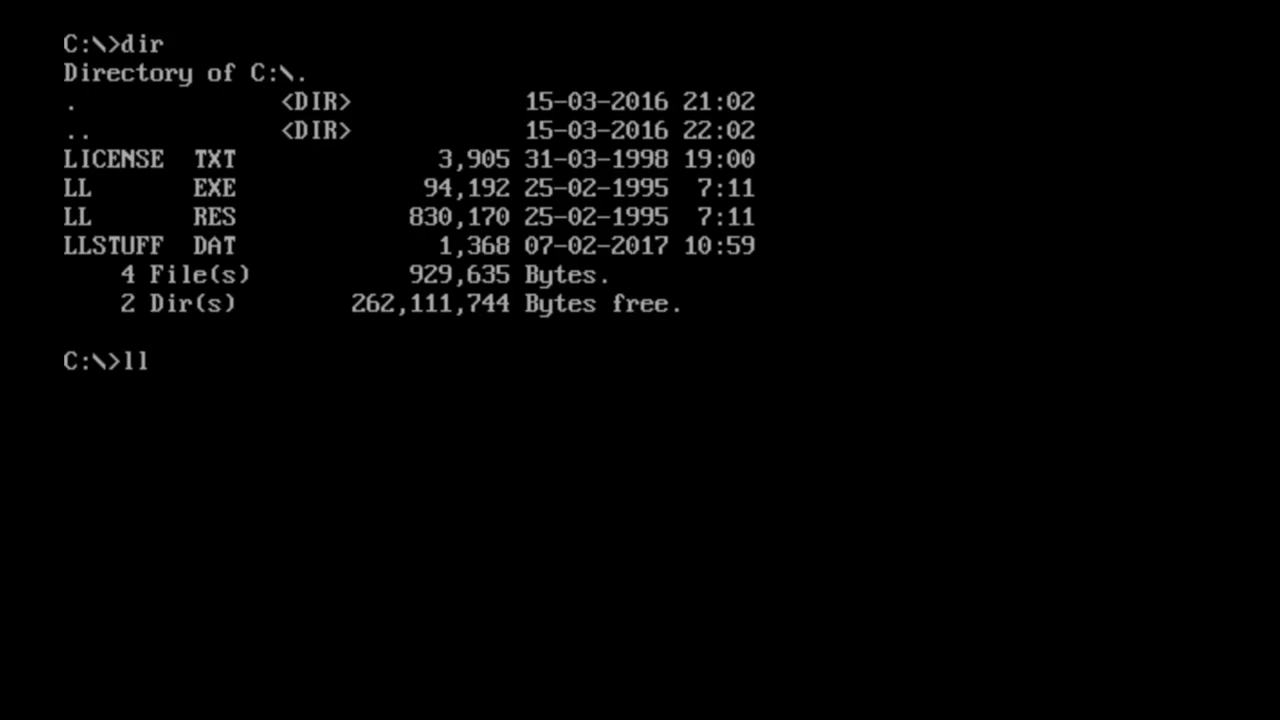 C:\>dir
Directory of C:\.
.              <DIR>            15-03-2016 21:02
..             <DIR>            15-03-2016 22:02
LICENSE  TXT              3,905 31-03-1998 19:00
LL       EXE             94,192 25-02-1995  7:11
LL       RES            830,170 25-02-1995  7:11
LLSTUFF  DAT              1,368 07-02-2017 10:59
    4 File(s)           929,635 Bytes.
    2 Dir(s)        262,111,744 Bytes free.
C:\>ll